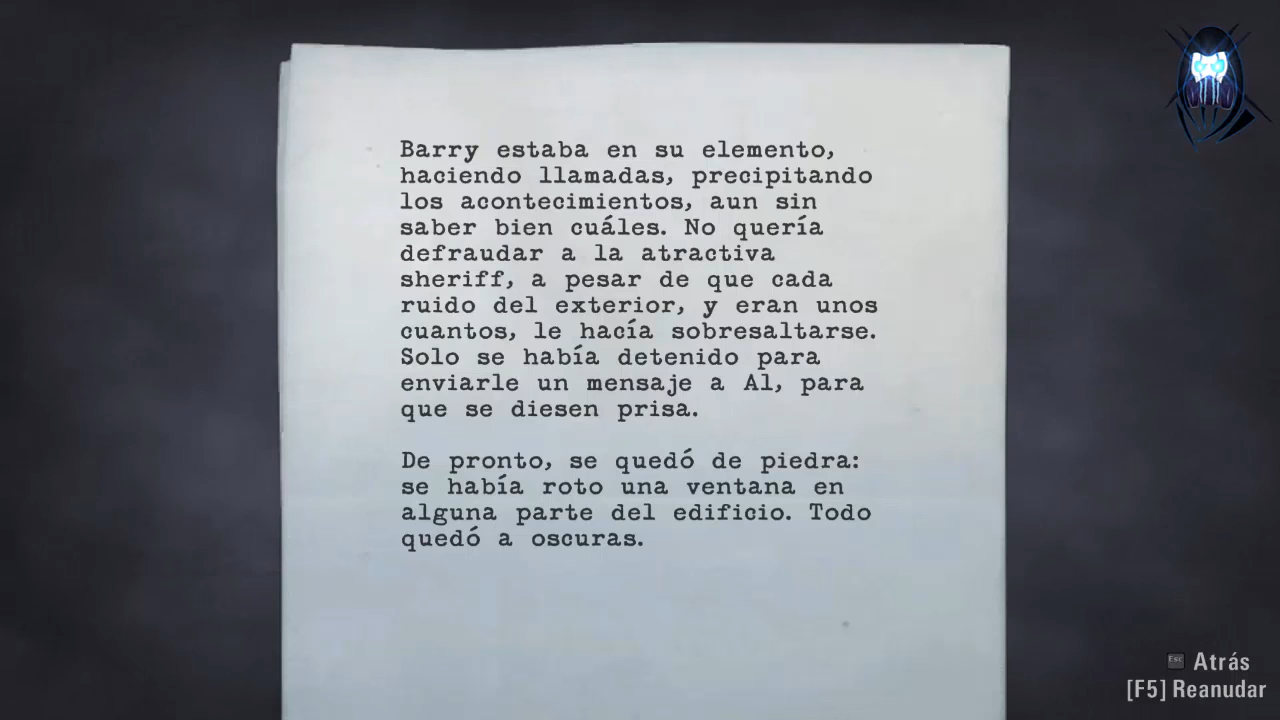 Barry estaba en su elemento,
haciendo llamadas, precipitando
los acontecimientos, aun sin
saber bien cuáles. No quería
defraudar a la atractiva
sheriff, a pesar de que cada
ruido del exterior, y eran unos
cuantos, le hacía sobresaltarse.
Solo se había detenido para
enviarle un mensaje a Al, para
que se diesen prisa.
De pronto, se quedó de piedra:
se había roto una ventana en
alguna parte del edificio. Todo
quedó a oscuras.
Esc Atrás
[F5] Reanudar